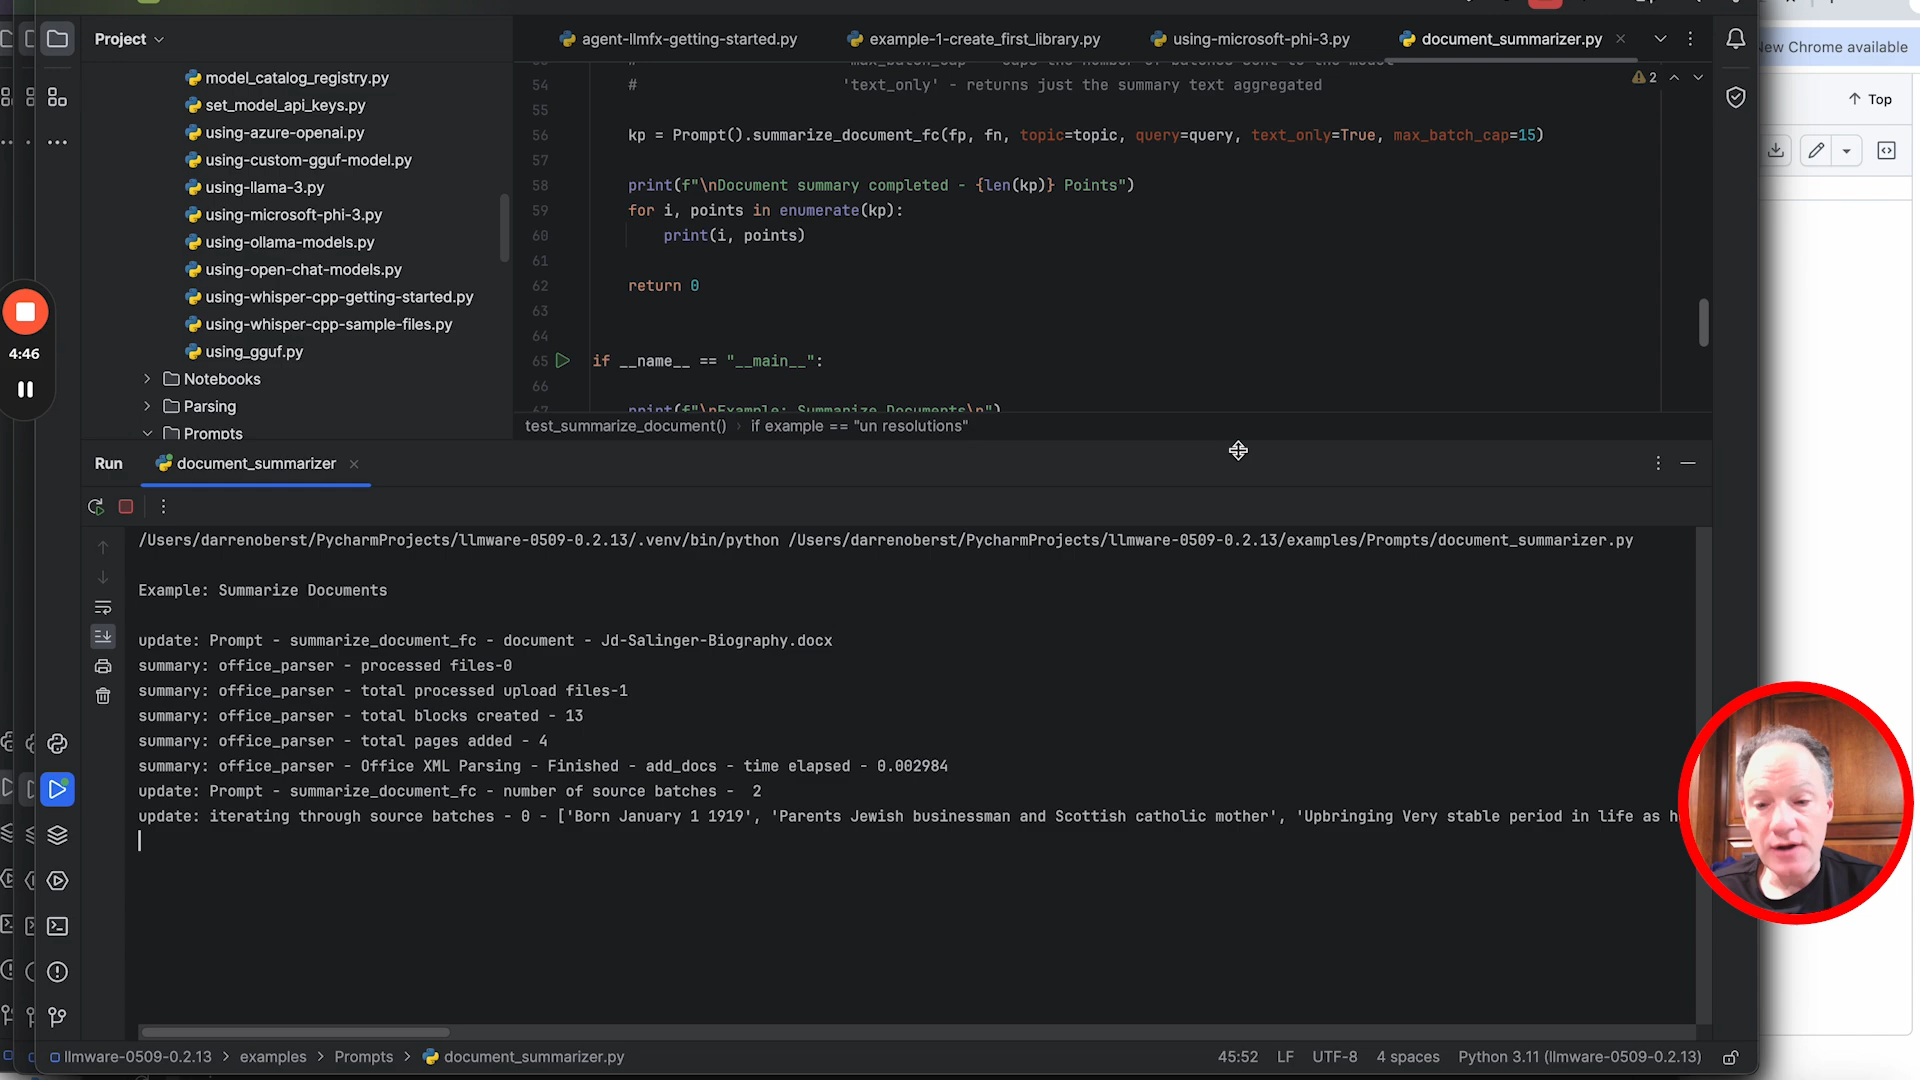 Project
agent-llmfx-getting-started.py
example-1-create_first_library.py
using-microsoft-phi-3.py
document_summarizer.py
New Chrome available
Top
model_catalog_registry.py
set_model_api_keys.py
using-azure-openai.py
using-custom-gguf-model.py
using-llama-3.py
using-microsoft-phi-3.py
using-ollama-models.py
using-open-chat-models.py
using-whisper-cpp-getting-started.py
using-whisper-cpp-sample-files.py
using_gguf.py
Notebooks
Parsing
Prompts
4:46
2
54 # 'text_only' - returns just the summary text aggregated
55
56 kp = Prompt().summarize_document_fc(fp, fn, topic=topic, query=query, text_only=True, max_batch_cap=15)
57
58 print(f"\nDocument summary completed - {len(kp)} Points")
59 for i, points in enumerate(kp):
60 print(i, points)
61
62 return 0
63
64
65 if __name__ == "__main__":
66
67 print(f"\nExample: Summarize Documents\n")
test_summarize_document() › if example == "un resolutions"
Run
document_summarizer
/Users/darrenoberst/PycharmProjects/llmware-0509-0.2.13/.venv/bin/python /Users/darrenoberst/PycharmProjects/llmware-0509-0.2.13/examples/Prompts/document_summarizer.py
Example: Summarize Documents
update: Prompt - summarize_document_fc - document - Jd-Salinger-Biography.docx
summary: office_parser - processed files-0
summary: office_parser - total processed upload files-1
summary: office_parser - total blocks created - 13
summary: office_parser - total pages added - 4
summary: office_parser - Office XML Parsing - Finished - add_docs - time elapsed - 0.002984
update: Prompt - summarize_document_fc - number of source batches - 2
update: iterating through source batches - 0 - ['Born January 1 1919', 'Parents Jewish businessman and Scottish catholic mother', 'Upbringing Very stable period in life as h
llmware-0509-0.2.13 › examples › Prompts › document_summarizer.py
45:52 LF UTF-8 4 spaces Python 3.11 (llmware-0509-0.2.13)